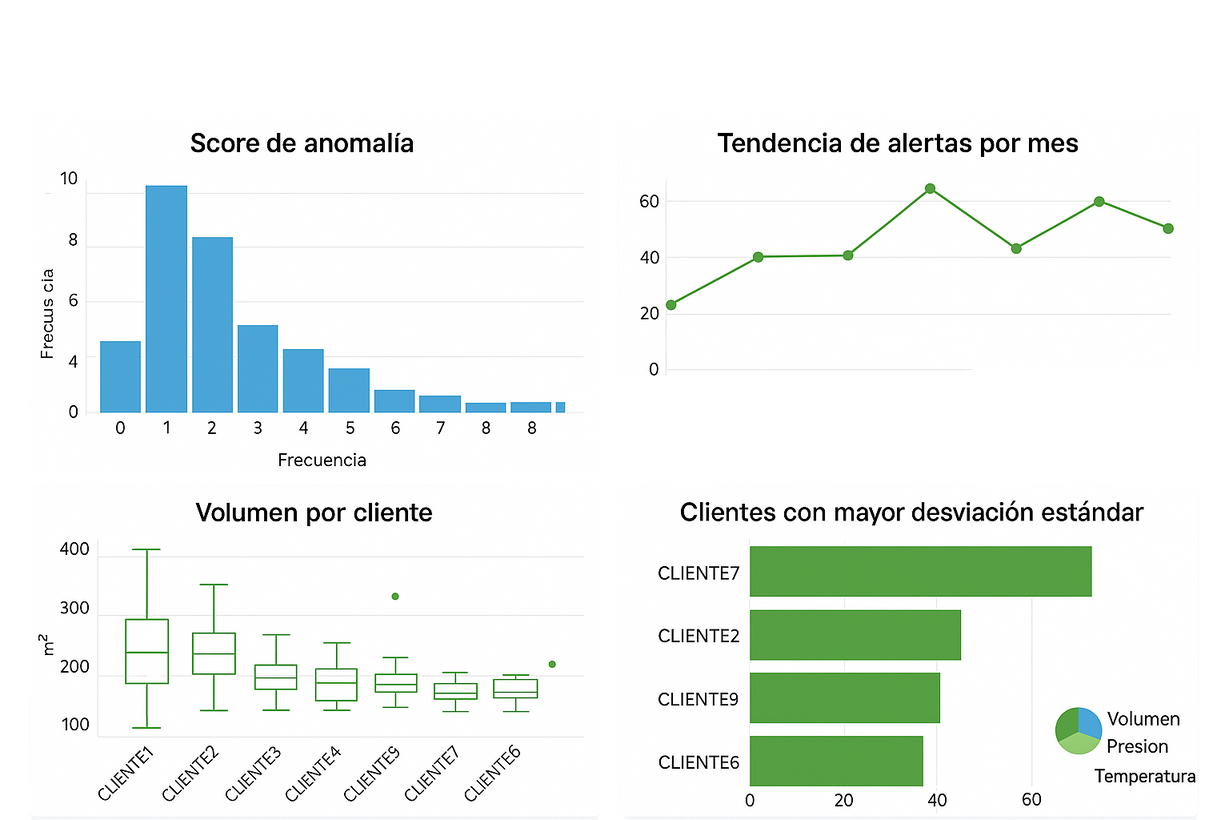 Score de anomalía
10
8
6
4
0
Frecuus cia
0 1 2 3 4 5 6 7 8 8
Frecuencia
Tendencia de alertas por mes
60
40
20
0
Volumen por cliente
400
300
200
100
m²
CLIENTE1 CLIENTE2 CLIENTE3 CLIENTE4 CLIENTE9 CLIENTE7 CLIENTE6
Clientes con mayor desviación estándar
CLIENTE7
CLIENTE2
CLIENTE9
CLIENTE6
0 20 40 60
Volumen
Presion
Temperatura